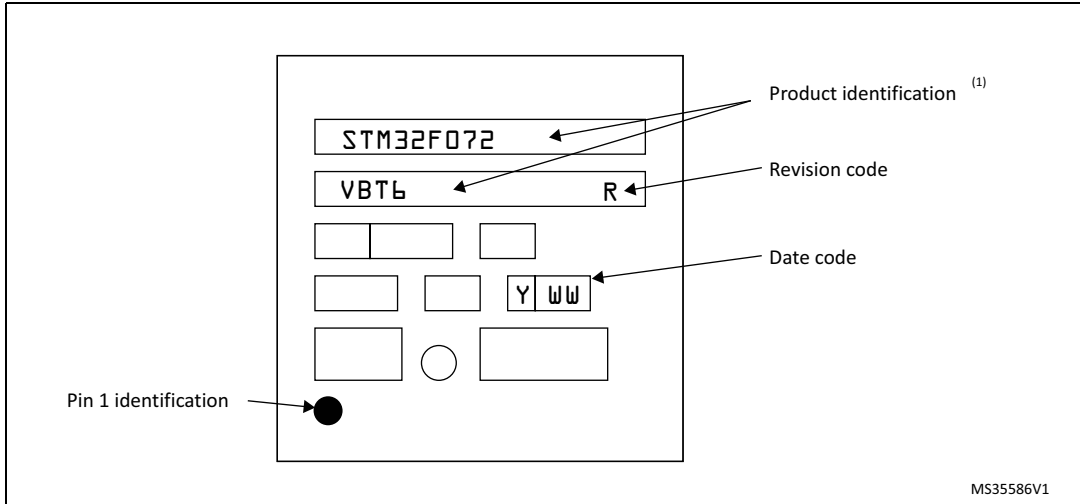 Product identification (1)
STM32F072
Revision code
VBT6 R
Date code
Y WW
Pin 1 identification
MS35586V1